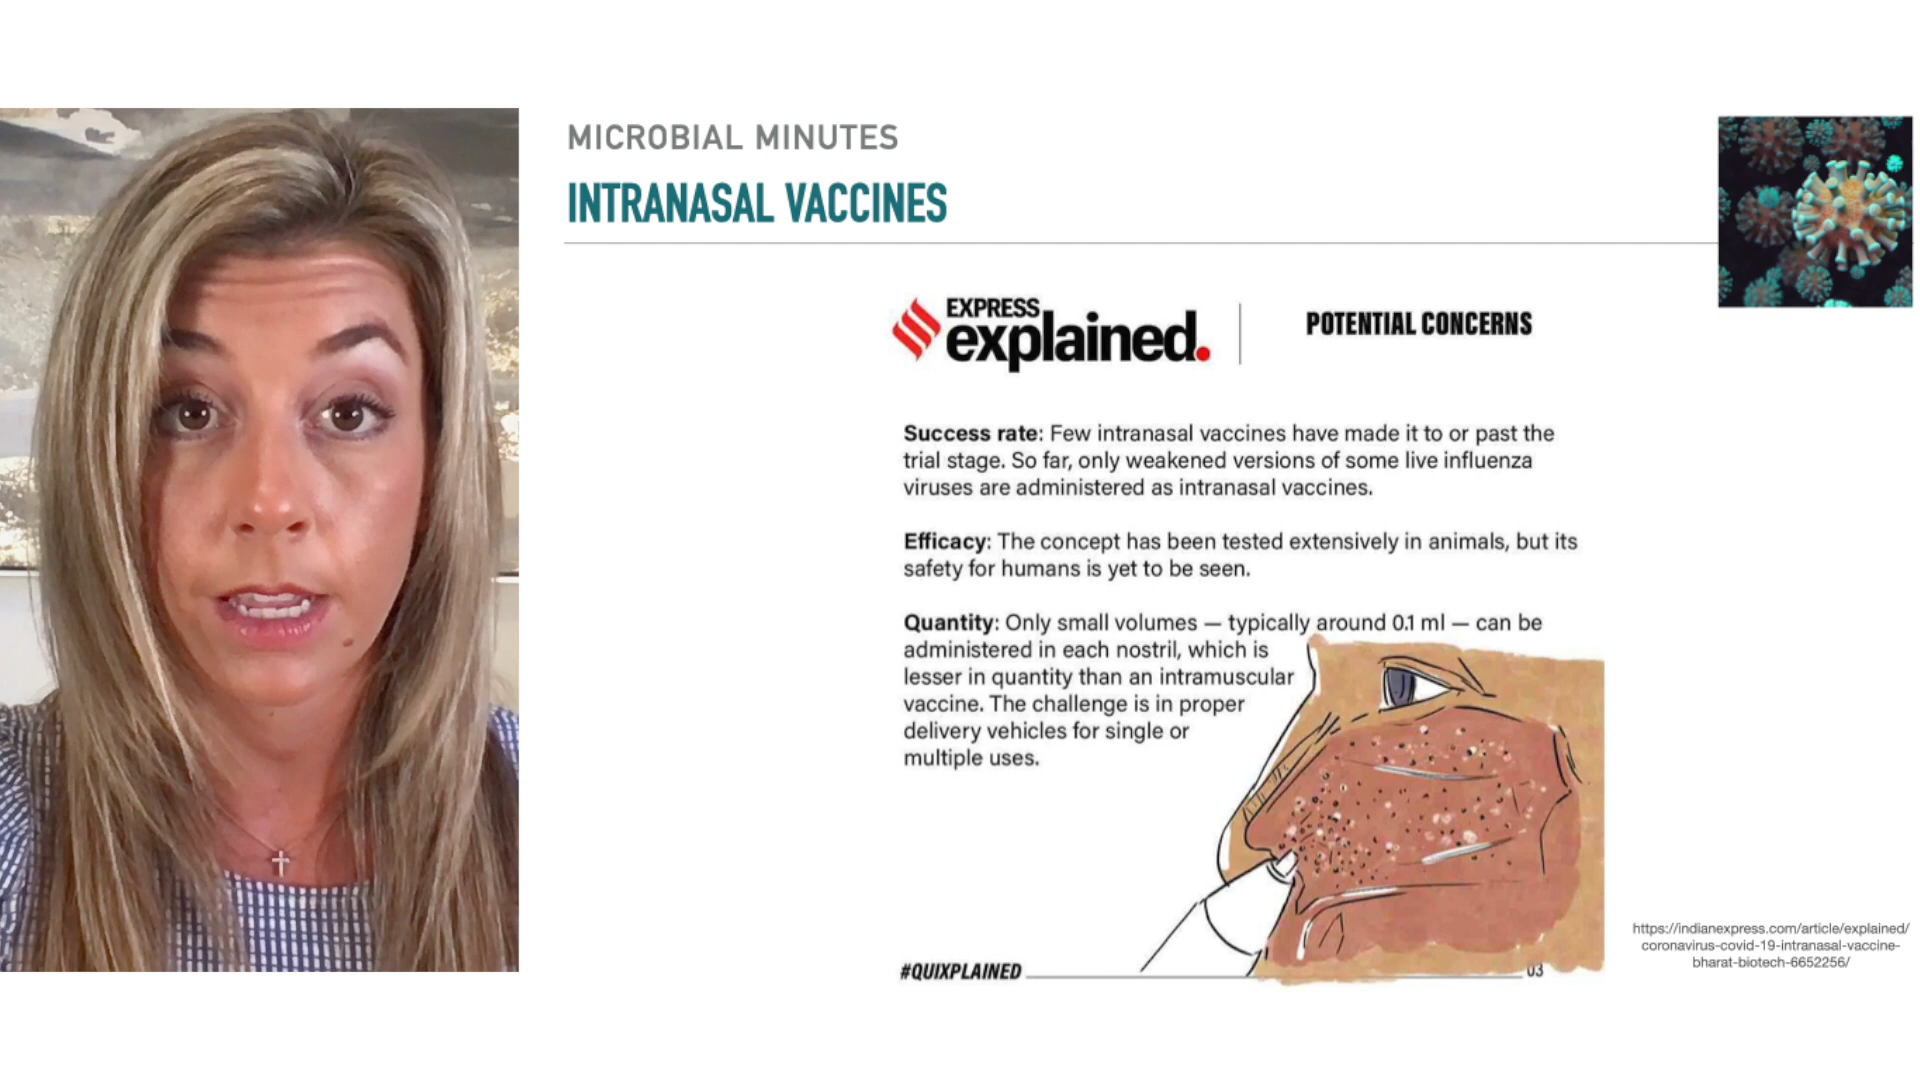 MICROBIAL MINUTES
INTRANASAL VACCINES
EXPRESS
explained.
POTENTIAL CONCERNS
Success rate: Few intranasal vaccines have made it to or past the
trial stage. So far, only weakened versions of some live influenza
viruses are administered as intranasal vaccines.
Efficacy: The concept has been tested extensively in animals, but its
safety for humans is yet to be seen.
Quantity: Only small volumes — typically around 0.1 ml — can be
administered in each nostril, which is
lesser in quantity than an intramuscular
vaccine. The challenge is in proper
delivery vehicles for single or
multiple uses.
#QUIXPLAINED
03
https://indianexpress.com/article/explained/
coronavirus-covid-19-intranasal-vaccine-
bharat-biotech-6652256/